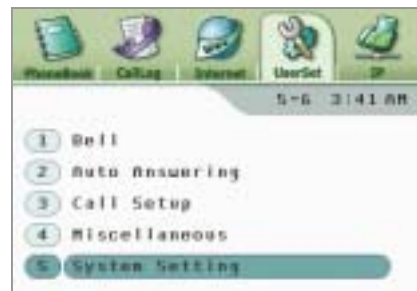 PhoneBook CallLog Internet UserSet IP
5-6 3:41 AM
1 Bell
2 Auto Answering
3 Call Setup
4 Miscellaneous
5 System Setting